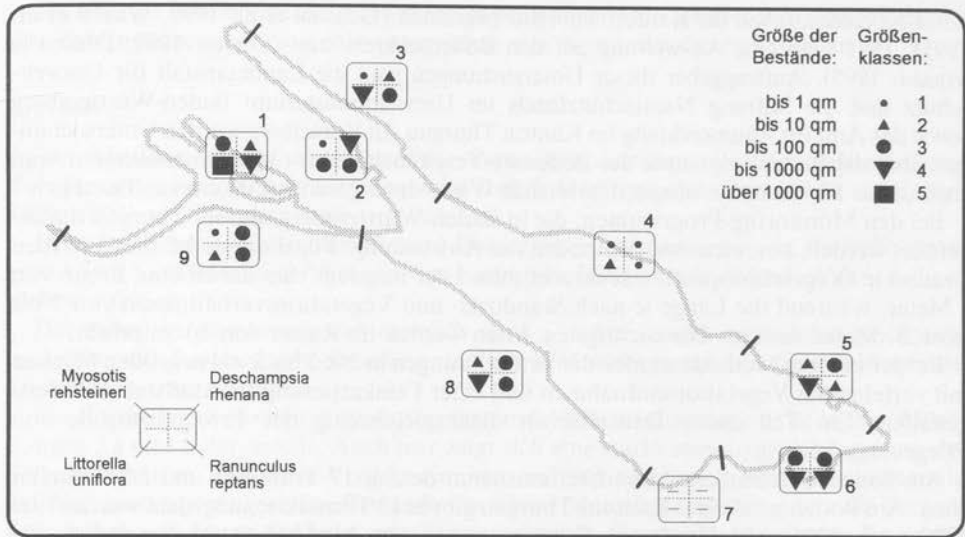 Größe der Größen-
Bestände: klassen:
bis 1 qm 1
bis 10 qm 2
bis 100 qm 3
bis 1000 qm 4
über 1000 qm 5
1
2
3
4
5
6
7
8
9
Myosotis
rehsteineri
Deschampsia
rhenana
Littorella
uniflora
Ranunculus
reptans